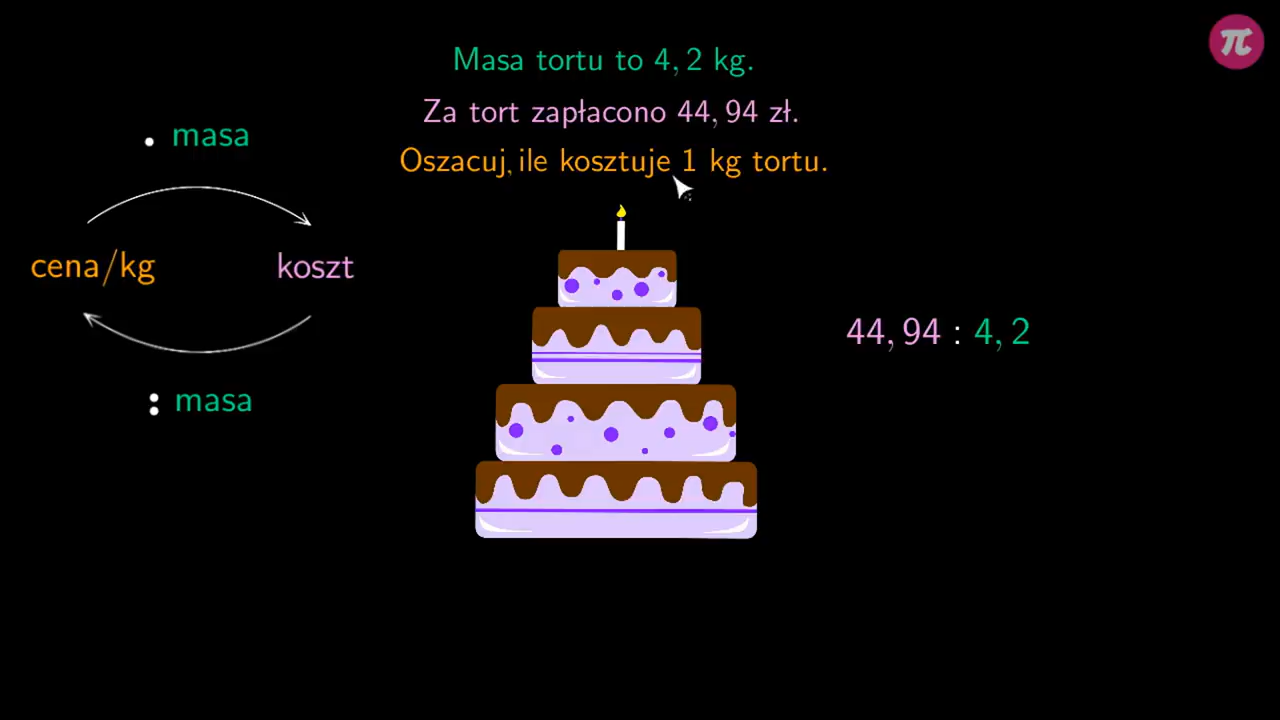 Masa tortu to 4, 2 kg.
Za tort zapłacono 44, 94 zł.
Oszacuj, ile kosztuje 1 kg tortu.
· masa
cena/kg
koszt
: masa
44, 94 : 4, 2
π